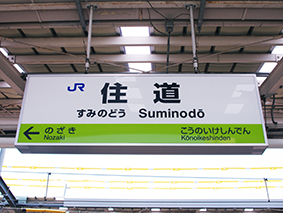 JR 住道
すみのどう Suminodō
← のざき こうのいけしんでん
Nozaki Kōnoikeshinden